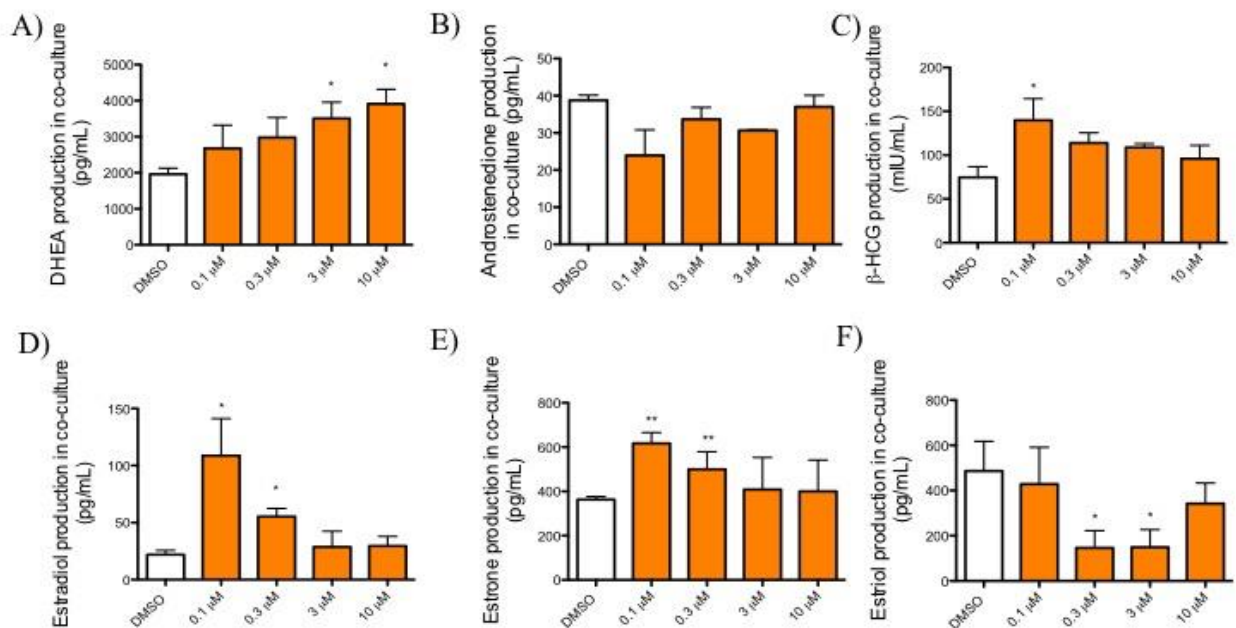 A)
DHEA production in co-culture
(pg/mL)
5000
4000
3000
2000
1000
0
*
*
DMSO
0.1 µM
0.3 µM
3 µM
10 µM
B)
Androstenedione production
in co-culture (pg/mL)
50
40
30
20
10
0
DMSO
0.1 µM
0.3 µM
3 µM
10 µM
C)
β-HCG production in co-culture
(mIU/mL)
200
150
100
50
0
*
DMSO
0.1 µM
0.3 µM
3 µM
10 µM
D)
Estradiol production in co-culture
(pg/mL)
150
100
50
0
*
*
DMSO
0.1 µM
0.3 µM
3 µM
10 µM
E)
Estrone production in co-culture
(pg/mL)
800
600
400
200
0
**
**
DMSO
0.1 µM
0.3 µM
3 µM
10 µM
F)
Estriol production in co-culture
(pg/mL)
800
600
400
200
0
*
*
DMSO
0.1 µM
0.3 µM
3 µM
10 µM